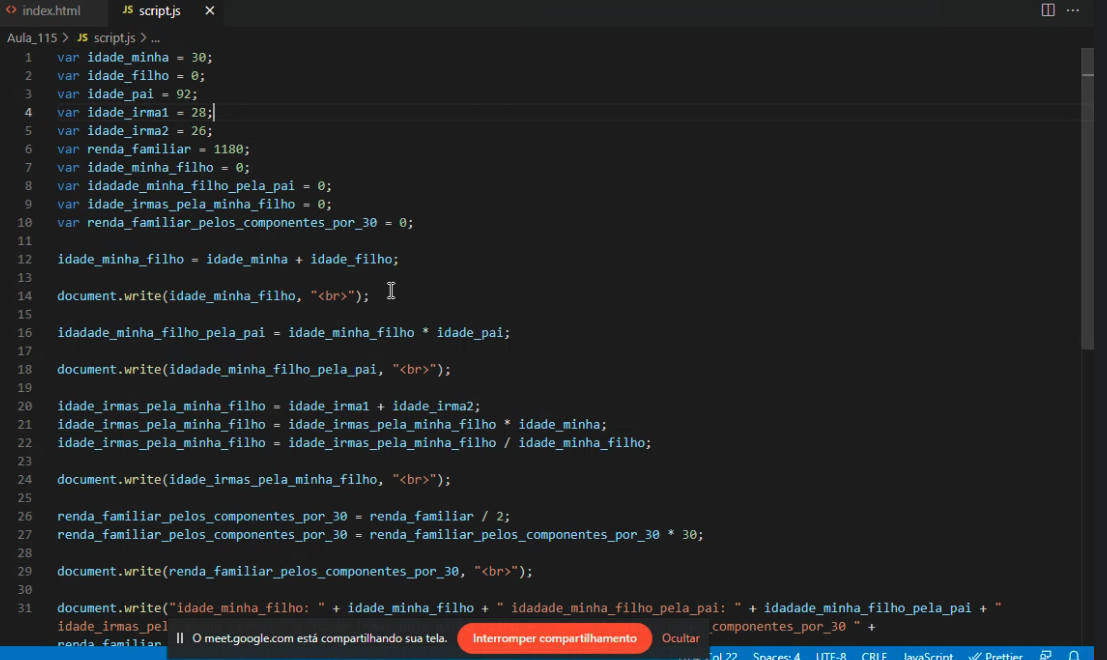 index.html JS script.js ✕ ···
Aula_115 > JS script.js > ...
1 var idade_minha = 30;
2 var idade_filho = 0;
3 var idade_pai = 92;
4 var idade_irma1 = 28;
5 var idade_irma2 = 26;
6 var renda_familiar = 1180;
7 var idade_minha_filho = 0;
8 var idadade_minha_filho_pela_pai = 0;
9 var idade_irmas_pela_minha_filho = 0;
10 var renda_familiar_pelos_componentes_por_30 = 0;
11
12 idade_minha_filho = idade_minha + idade_filho;
13
14 document.write(idade_minha_filho, "<br>");
15
16 idadade_minha_filho_pela_pai = idade_minha_filho * idade_pai;
17
18 document.write(idadade_minha_filho_pela_pai, "<br>");
19
20 idade_irmas_pela_minha_filho = idade_irma1 + idade_irma2;
21 idade_irmas_pela_minha_filho = idade_irmas_pela_minha_filho * idade_minha;
22 idade_irmas_pela_minha_filho = idade_irmas_pela_minha_filho / idade_minha_filho;
23
24 document.write(idade_irmas_pela_minha_filho, "<br>");
25
26 renda_familiar_pelos_componentes_por_30 = renda_familiar / 2;
27 renda_familiar_pelos_componentes_por_30 = renda_familiar_pelos_componentes_por_30 * 30;
28
29 document.write(renda_familiar_pelos_componentes_por_30, "<br>");
30
31 document.write("idade_minha_filho: " + idade_minha_filho + " idadade_minha_filho_pela_pai: " + idadade_minha_filho_pela_pai + "
idade_irmas_pel _componentes_por_30 " +
renda_familiar
O meet.google.com está compartilhando sua tela. Interromper compartilhamento Ocultar
Col 22 Spaces: 4 UTF-8 CRLF JavaScript Prettier